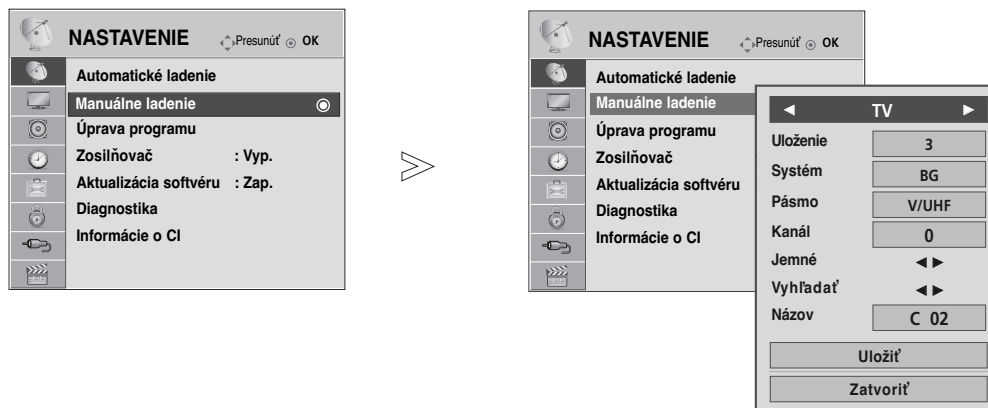 NASTAVENIE Presunúť OK
Automatické ladenie
Manuálne ladenie
Úprava programu
Zosilňovač : Vyp.
Aktualizácia softvéru : Zap.
Diagnostika
Informácie o CI
NASTAVENIE Presunúť OK
Automatické ladenie
Manuálne ladenie
Úprava programu
Zosilňovač
Aktualizácia softvéru
Diagnostika
Informácie o CI
◄ TV ►
Uloženie 3
Systém BG
Pásmo V/UHF
Kanál 0
Jemné ◄►
Vyhľadať ◄►
Názov C 02
Uložiť
Zatvoriť